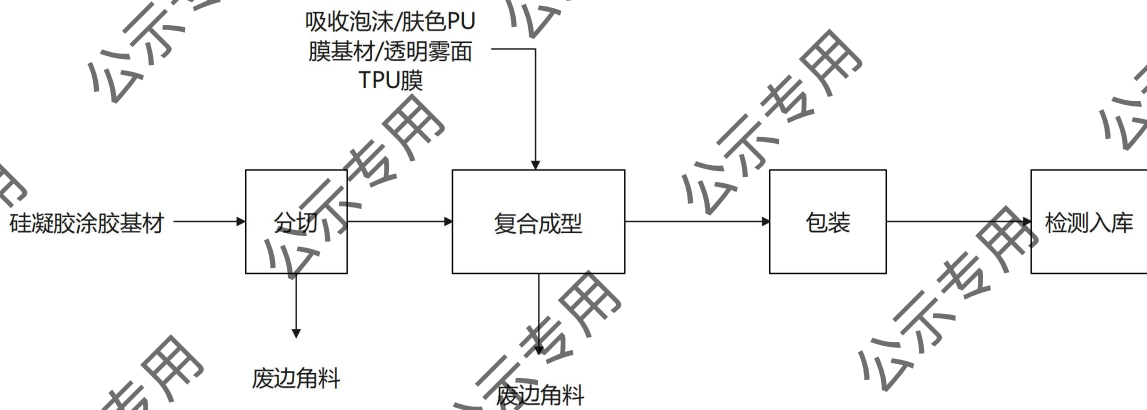 吸收泡沫/肤色PU
膜基材/透明雾面
TPU膜
硅凝胶涂胶基材
分切
复合成型
包装
检测入库
废边角料
废边角料
公示专用
公示专用
公示专用
公示专用
公示专用